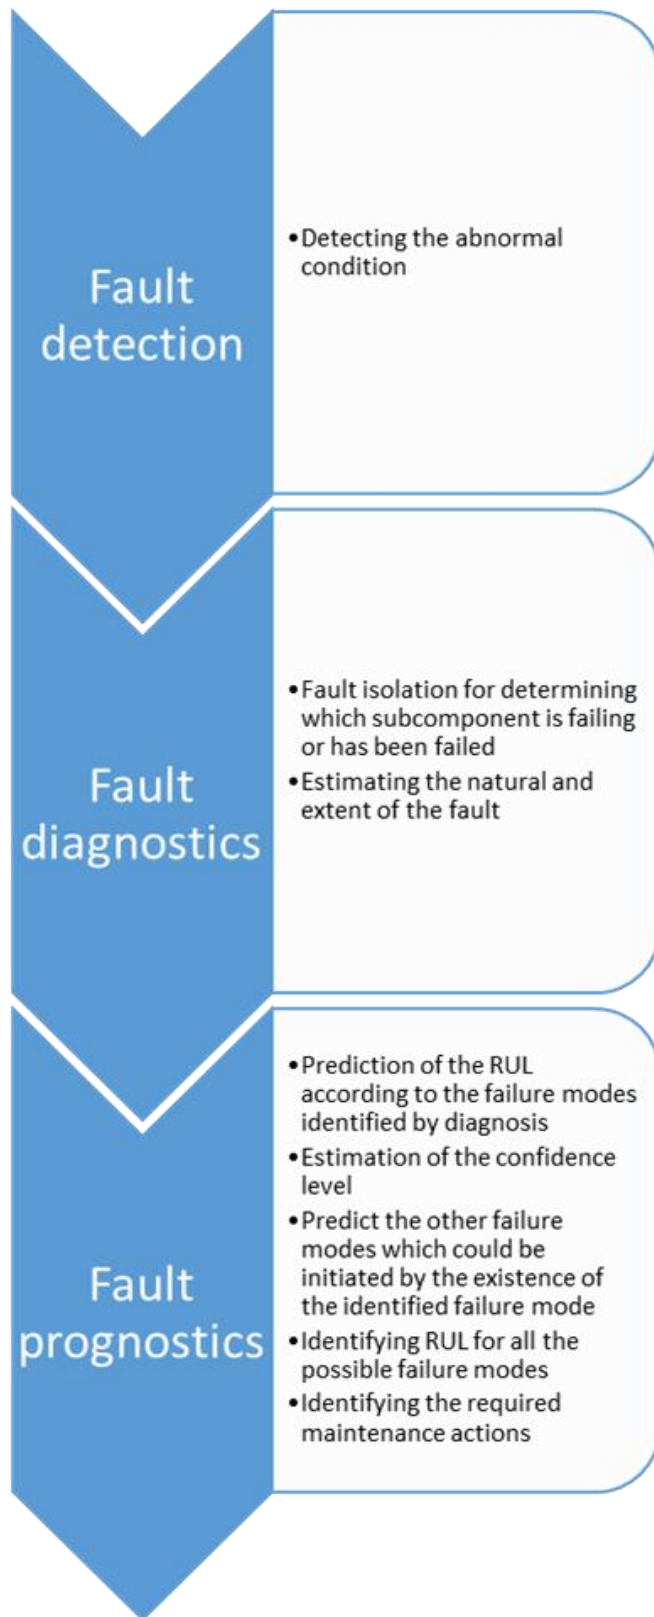 Fault
detection
•Detecting the abnormal
condition
Fault
diagnostics
•Fault isolation for determining
which subcomponent is failing
or has been failed
•Estimating the natural and
extent of the fault
Fault
prognostics
•Prediction of the RUL
according to the failure modes
identified by diagnosis
•Estimation of the confidence
level
•Predict the other failure
modes which could be
initiated by the existence of
the identified failure mode
•Identifying RUL for all the
possible failure modes
•Identifying the required
maintenance actions